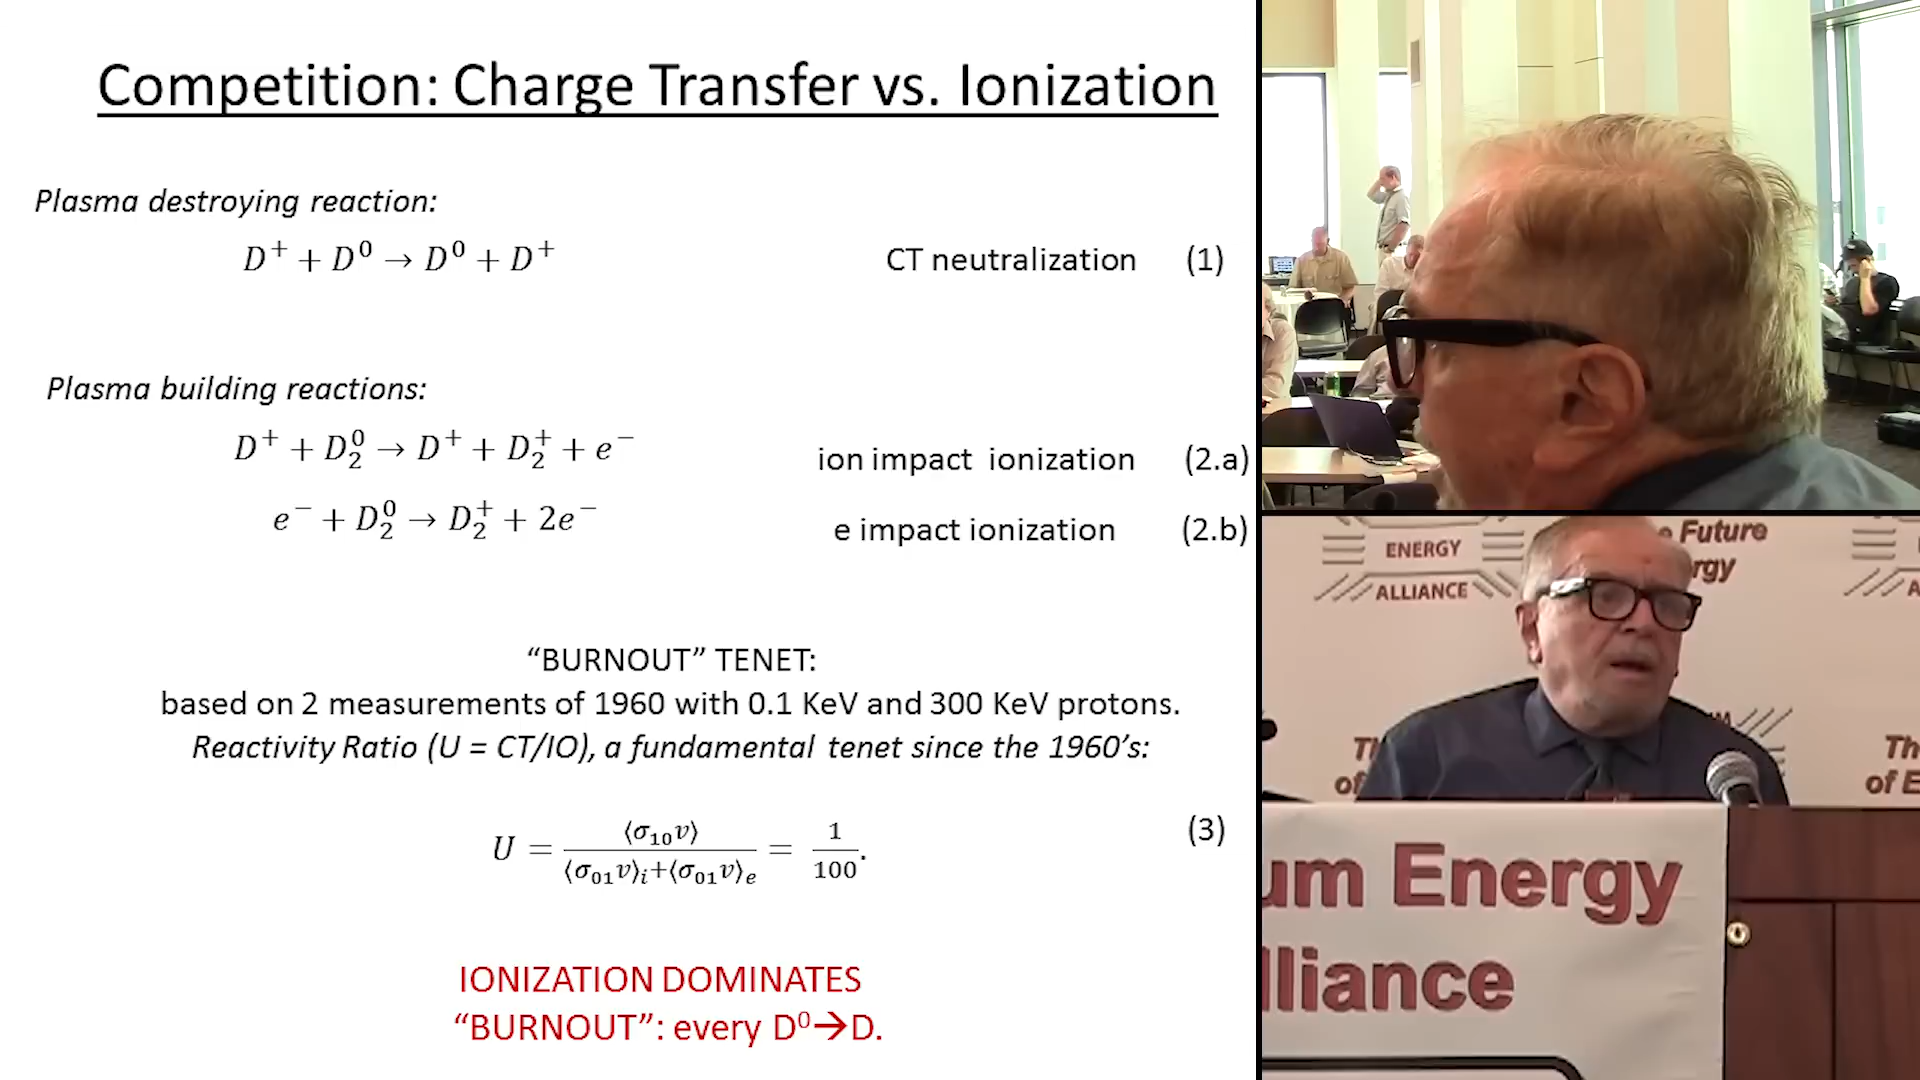 Competition: Charge Transfer vs. Ionization
Plasma destroying reaction:
D⁺ + D⁰ → D⁰ + D⁺ CT neutralization (1)
Plasma building reactions:
D⁺ + D₂⁰ → D⁺ + D₂⁺ + e⁻ ion impact ionization (2.a)
e⁻ + D₂⁰ → D₂⁺ + 2e⁻ e impact ionization (2.b)
“BURNOUT” TENET:
based on 2 measurements of 1960 with 0.1 KeV and 300 KeV protons.
Reactivity Ratio (U = CT/IO), a fundamental tenet since the 1960’s:
U = ⟨σ₁₀v⟩ / ⟨σ₀₁v⟩ᵢ+⟨σ₀₁v⟩ₑ = 1/100. (3)
IONIZATION DOMINATES
“BURNOUT”: every D⁰→D.
ENERGY
ALLIANCE
Future
Th
of E
um Energy
lliance